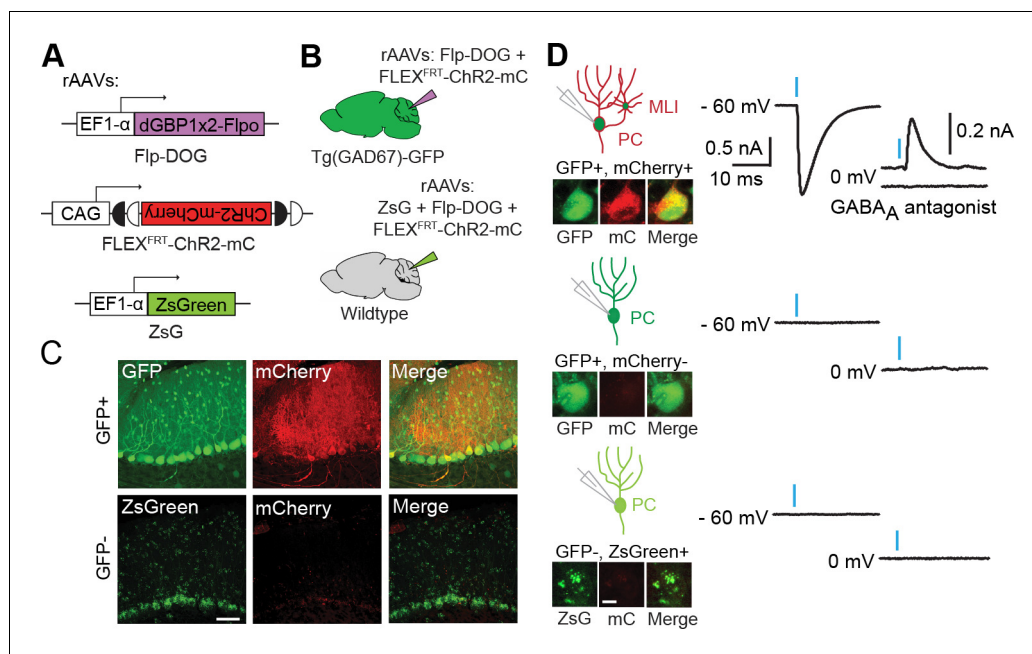 A
rAAVs:
EF1-α dGBP1x2-Flpo
Flp-DOG
CAG ChR2-mCherry
FLEXFRT-ChR2-mC
EF1-α ZsGreen
ZsG
B
rAAVs: Flp-DOG +
FLEXFRT-ChR2-mC
Tg(GAD67)-GFP
rAAVs:
ZsG + Flp-DOG +
FLEXFRT-ChR2-mC
Wildtype
C
GFP+
GFP mCherry Merge
GFP-
ZsGreen mCherry Merge
D
MLI
PC
GFP+, mCherry+
GFP mC Merge
- 60 mV
0.5 nA
10 ms
0.2 nA
0 mV
GABAA antagonist
PC
GFP+, mCherry-
GFP mC Merge
- 60 mV
0 mV
PC
GFP-, ZsGreen+
ZsG mC Merge
- 60 mV
0 mV